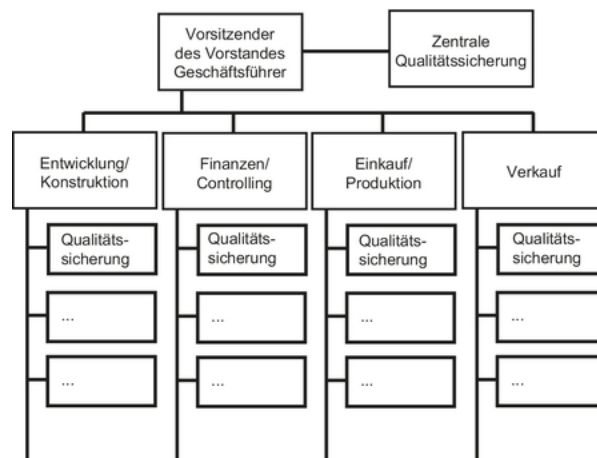 Vorsitzender
des Vorstandes
Geschäftsführer
Zentrale
Qualitätssicherung
Entwicklung/
Konstruktion
Finanzen/
Controlling
Einkauf/
Produktion
Verkauf
Qualitäts-
sicherung
Qualitäts-
sicherung
Qualitäts-
sicherung
Qualitäts-
sicherung
...
...
...
...
...
...
...
...